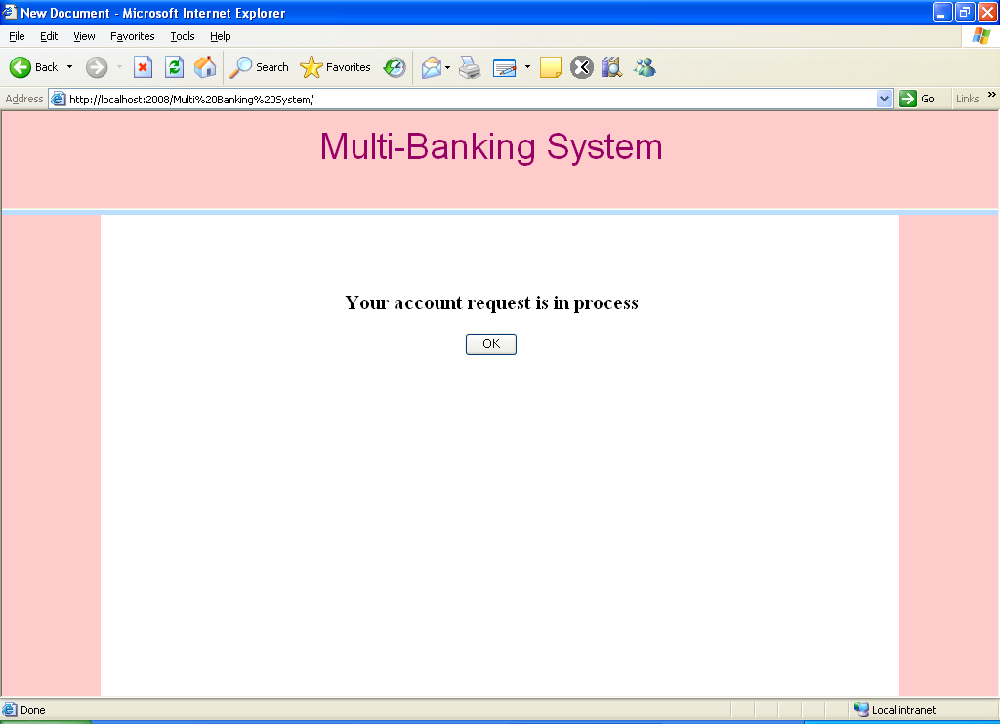 New Document - Microsoft Internet Explorer
File Edit View Favorites Tools Help
Back Search Favorites
Address http://localhost:2008/Multi%20Banking%20System/ Go Links »
Multi-Banking System
Your account request is in process
OK
Done Local intranet